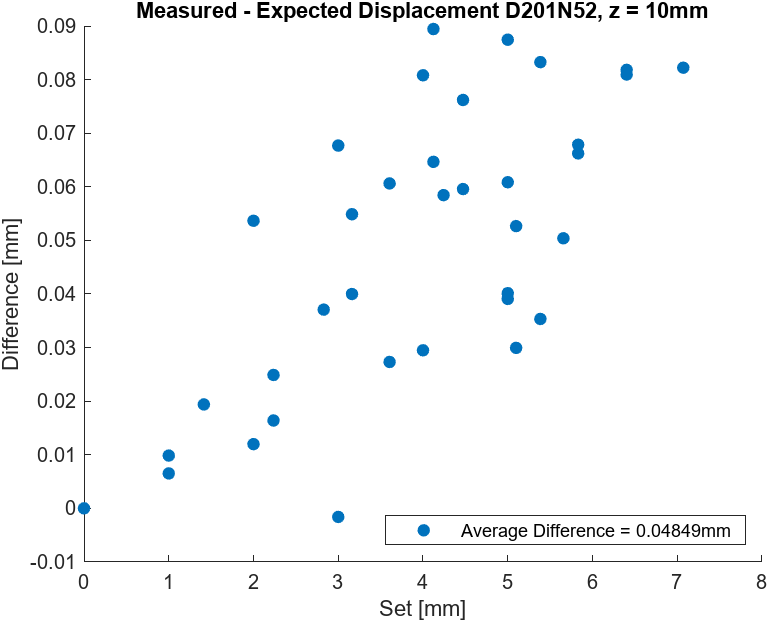 Measured - Expected Displacement D201N52, z = 10mm
0.09
0.08
0.07
0.06
0.05
0.04
0.03
0.02
0.01
0
-0.01
Difference [mm]
Average Difference = 0.04849mm
0 1 2 3 4 5 6 7 8
Set [mm]